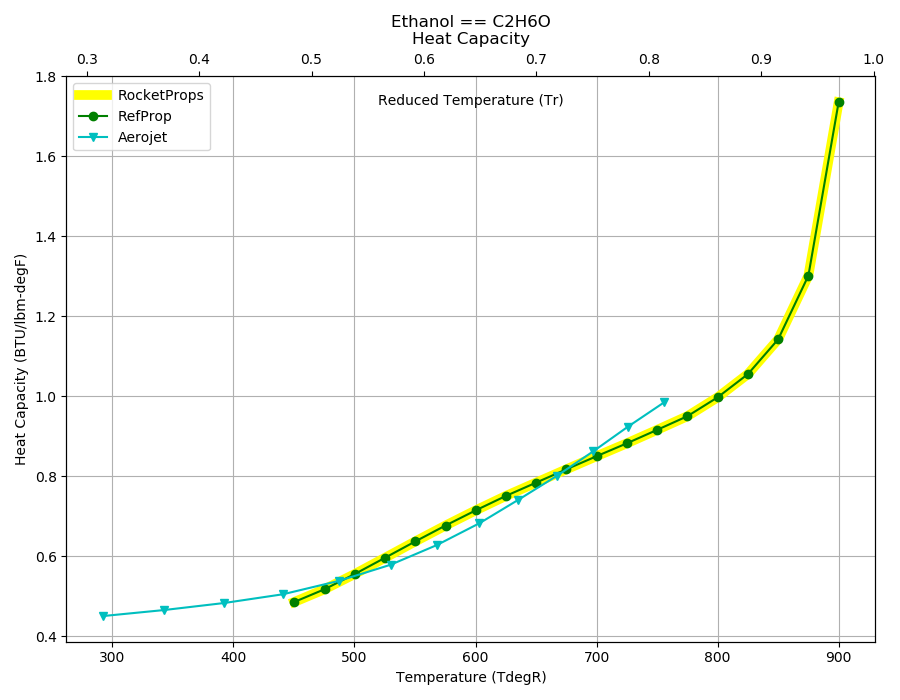 Ethanol == C2H6O
Heat Capacity
0.3 0.4 0.5 0.6 0.7 0.8 0.9 1.0
Reduced Temperature (Tr)
RocketProps
RefProp
Aerojet
1.8
1.6
1.4
1.2
1.0
0.8
0.6
0.4
Heat Capacity (BTU/lbm-degF)
300 400 500 600 700 800 900
Temperature (TdegR)